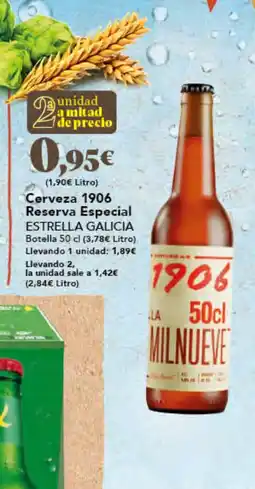 2ª unidad
a mitad
de precio
0,95€
(1,90€ Litro)
Cerveza 1906
Reserva Especial
ESTRELLA GALICIA
Botella 50 cl (3,78€ Litro)
Llevando 1 unidad: 1,89€
Llevando 2,
la unidad sale a 1,42€
(2,84€ Litro)
1906
LA 50cl
MILNUEVE